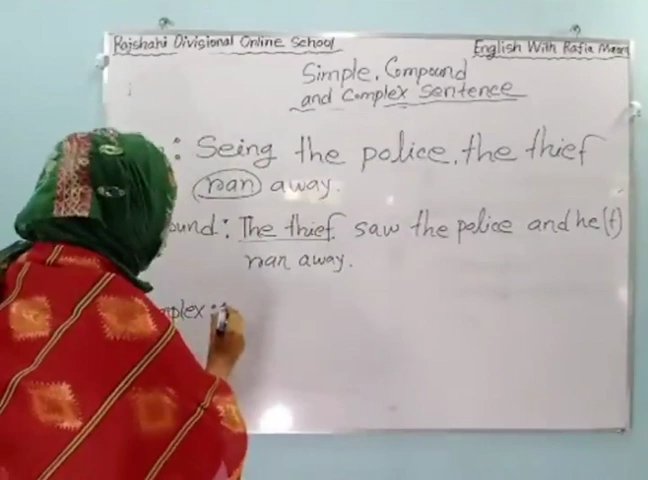 Rajshahi Divisional Online School
English With Rafia
Simple, Compound
and Complex Sentence
: Seing the police, the thief
ran away.
ound: The thief saw the police and he(t)
ran away.
mplex :